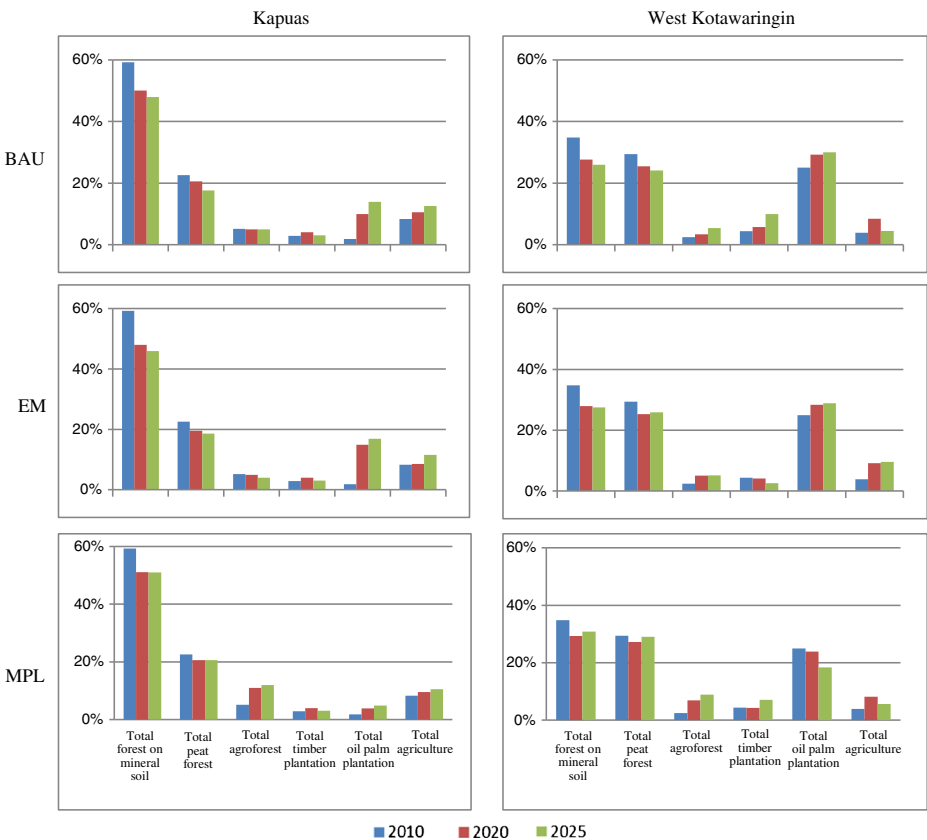 Kapuas
West Kotawaringin
BAU
60%
40%
20%
0%
60%
40%
20%
0%
EM
60%
40%
20%
0%
60%
40%
20%
0%
MPL
60%
40%
20%
0%
Total
forest on
mineral
soil
Total
peat
forest
Total
agroforest
Total
timber
plantation
Total
oil palm
plantation
Total
agriculture
60%
40%
20%
0%
Total
forest on
mineral
soil
Total
peat
forest
Total
agroforest
Total
timber
plantation
Total
oil palm
plantation
Total
agriculture
2010 2020 2025